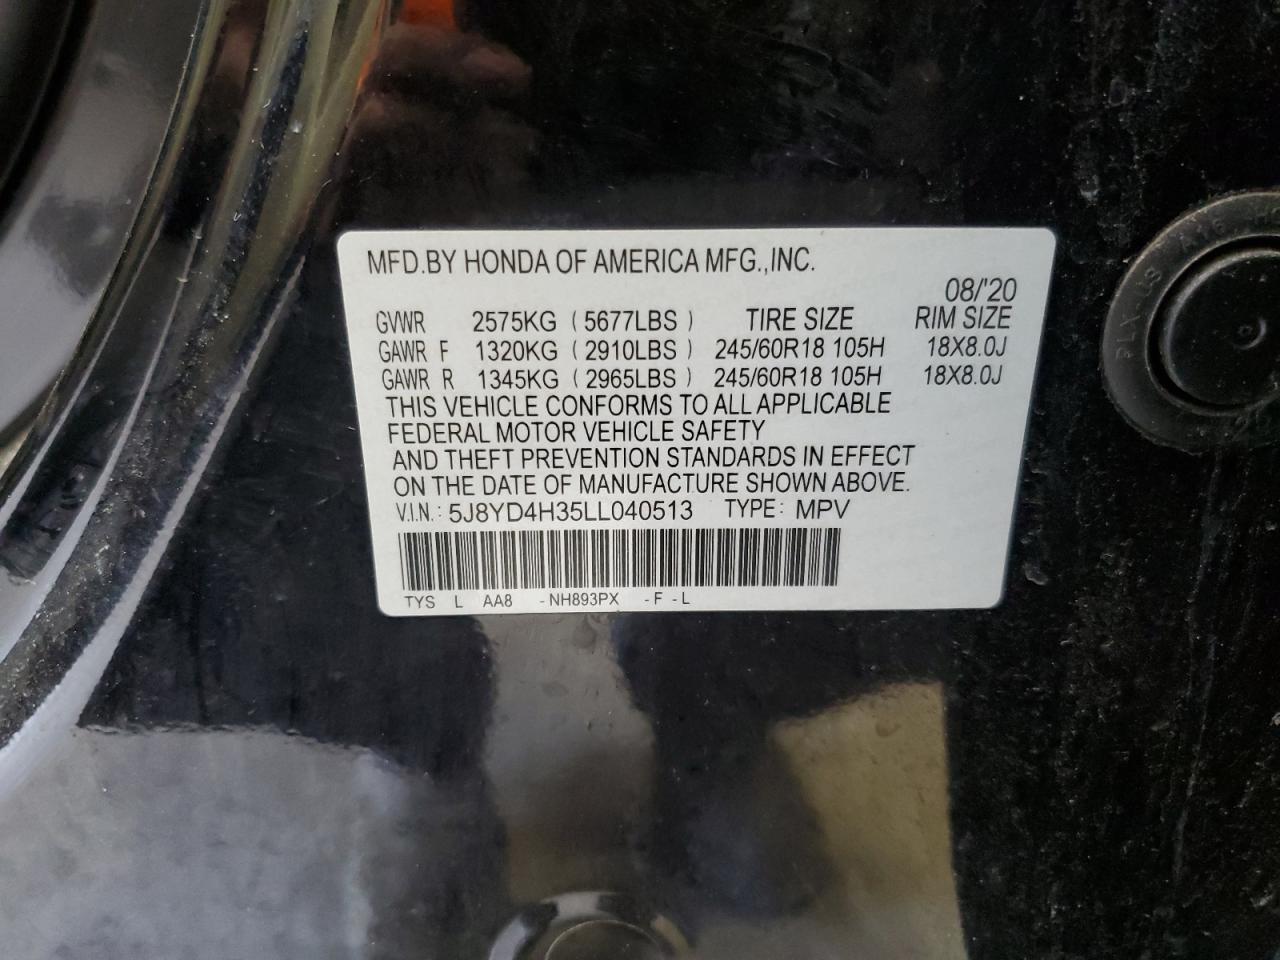 MFD.BY HONDA OF AMERICA MFG.,INC.
08/'20
GVWR 2575KG (5677LBS) TIRE SIZE RIM SIZE
GAWR F 1320KG (2910LBS) 245/60R18 105H 18X8.0J
GAWR R 1345KG (2965LBS) 245/60R18 105H 18X8.0J
THIS VEHICLE CONFORMS TO ALL APPLICABLE
FEDERAL MOTOR VEHICLE SAFETY
AND THEFT PREVENTION STANDARDS IN EFFECT
ON THE DATE OF MANUFACTURE SHOWN ABOVE.
V.I.N.: 5J8YD4H35LL040513 TYPE: MPV
TYS L AA8 -NH893PX -F -L